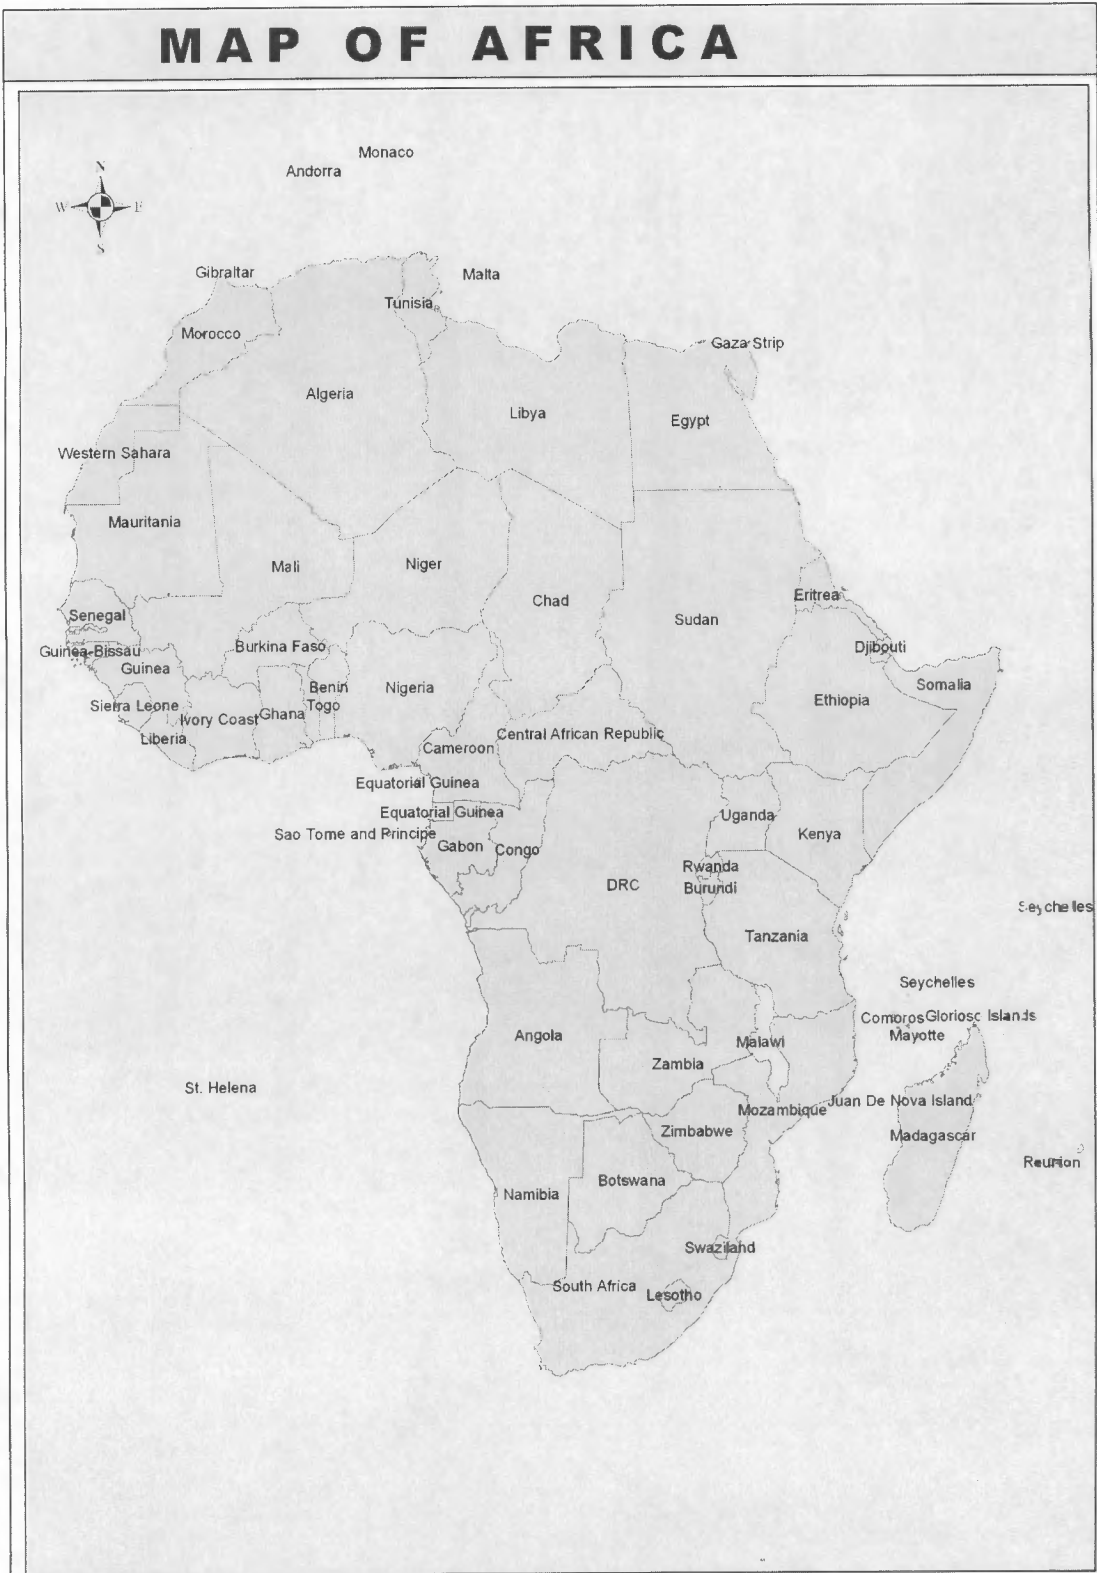 MAP OF AFRICA
Monaco
Andorra
N
W E
S
Gibraltar
Malta
Tunisia
Morocco
Gaza Strip
Algeria
Libya
Egypt
Western Sahara
Mauritania
Mali
Niger
Chad
Eritrea
Senegal
Sudan
Burkina Faso
Djibouti
Guinea-Bissau
Guinea
Benin
Nigeria
Somalia
Ethiopia
Sierra Leone
Togo
Ivory Coast
Ghana
Liberia
Central African Republic
Cameroon
Equatorial Guinea
Equatorial Guinea
Uganda
Sao Tome and Principe
Kenya
Gabon
Congo
Rwanda
DRC
Burundi
Seychelles
Tanzania
Seychelles
Comoros
Glorioso Islands
Mayotte
Angola
Malawi
Zambia
St. Helena
Juan De Nova Island
Mozambique
Zimbabwe
Madagascar
Reunion
Botswana
Namibia
Swaziland
South Africa
Lesotho